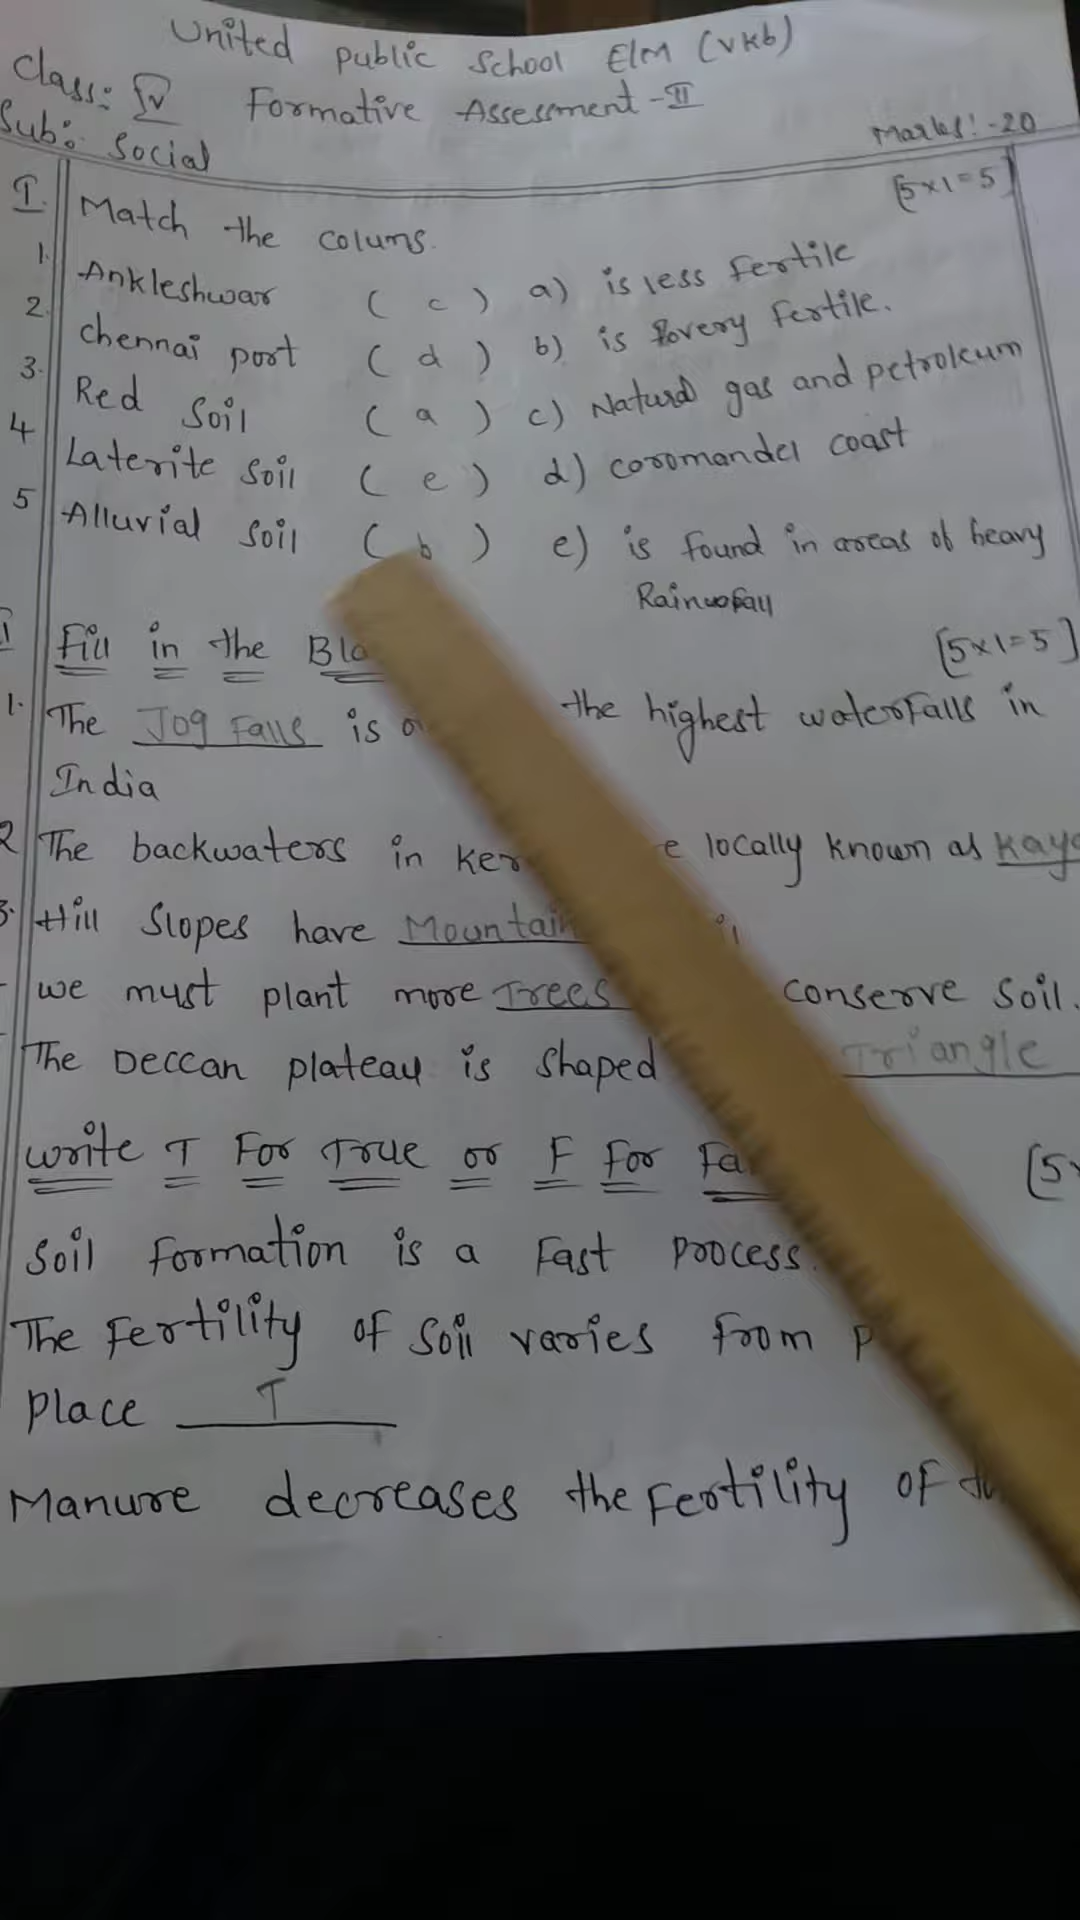 United public School E/M (vkb)
Class: IV Formative Assessment - II
Sub: Social Marks: -20
I. Match the colums. [5x1=5]
1. Ankleshwar ( c ) a) is less Fertile
2. Chennai port ( d ) b) is very Fertile.
3. Red Soil ( a ) c) Natural gas and petroleum
4 Laterite Soil ( e ) d) coromandel coast
5 Alluvial Soil ( b ) e) is found in areas of heavy
Rainfall
Fill in the [5x1=5]
1. The Jog Falls is the highest waterfalls in
India
2 The backwaters in locally known as
3. Hill Slopes have
we must plant more Trees conserve Soil.
The Deccan plateau is shaped Triangle
write T For True or F For
Soil Formation is a Fast Process.
The Fertility of Soil varies From
Place T
Manure decreases the Fertility of